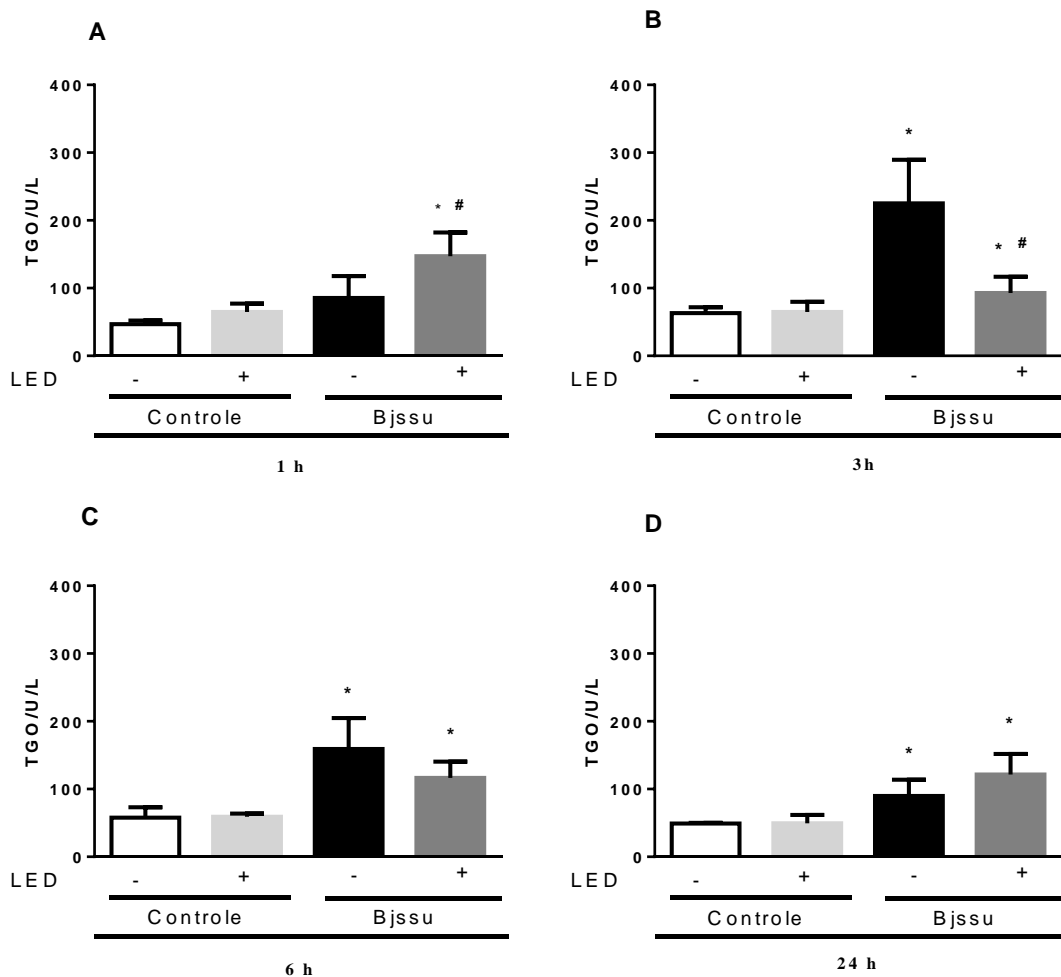 A
TGO/U/L
400
300
200
100
0
* #
LED - + - +
Controle Bjssu
1 h
B
TGO/U/L
400
300
200
100
0
*
* #
LED - + - +
Controle Bjssu
3h
C
TGO/U/L
400
300
200
100
0
*
*
LED - + - +
Controle Bjssu
6 h
D
TGO/U/L
400
300
200
100
0
*
*
LED - + - +
Controle Bjssu
24 h